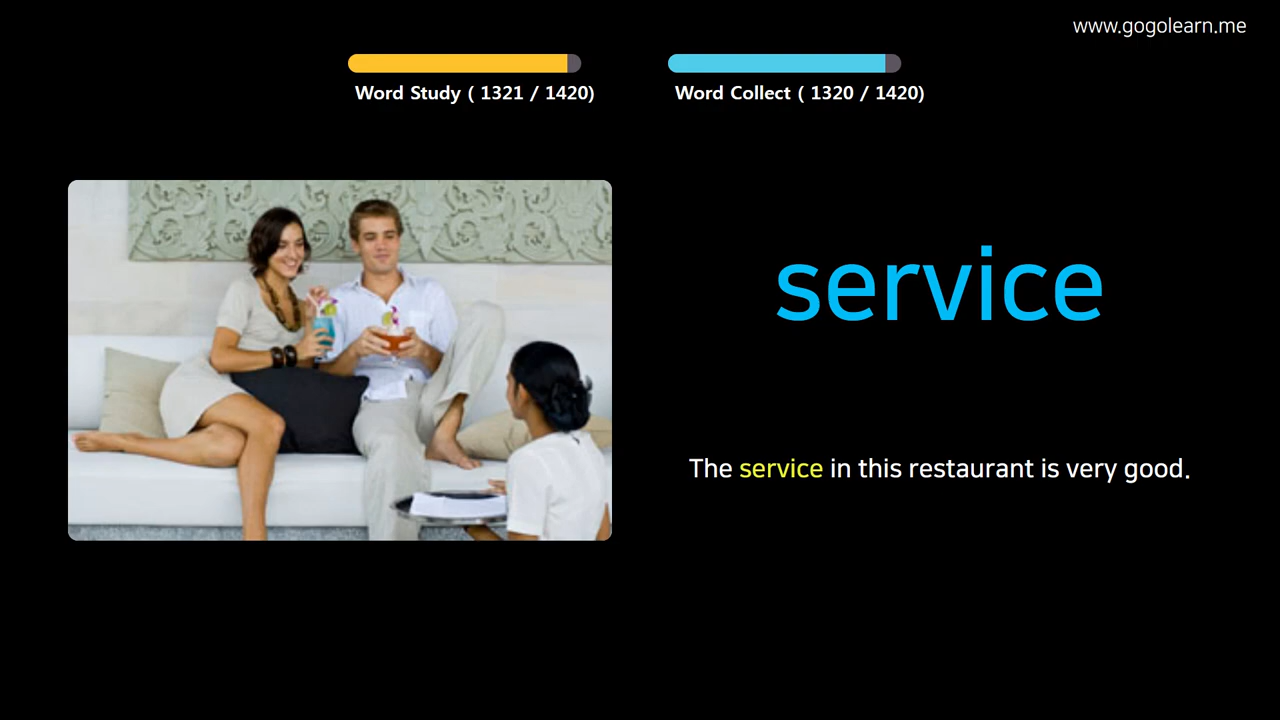 www.gogolearn.me
Word Study ( 1321 / 1420)
Word Collect ( 1320 / 1420)
service
The service in this restaurant is very good.